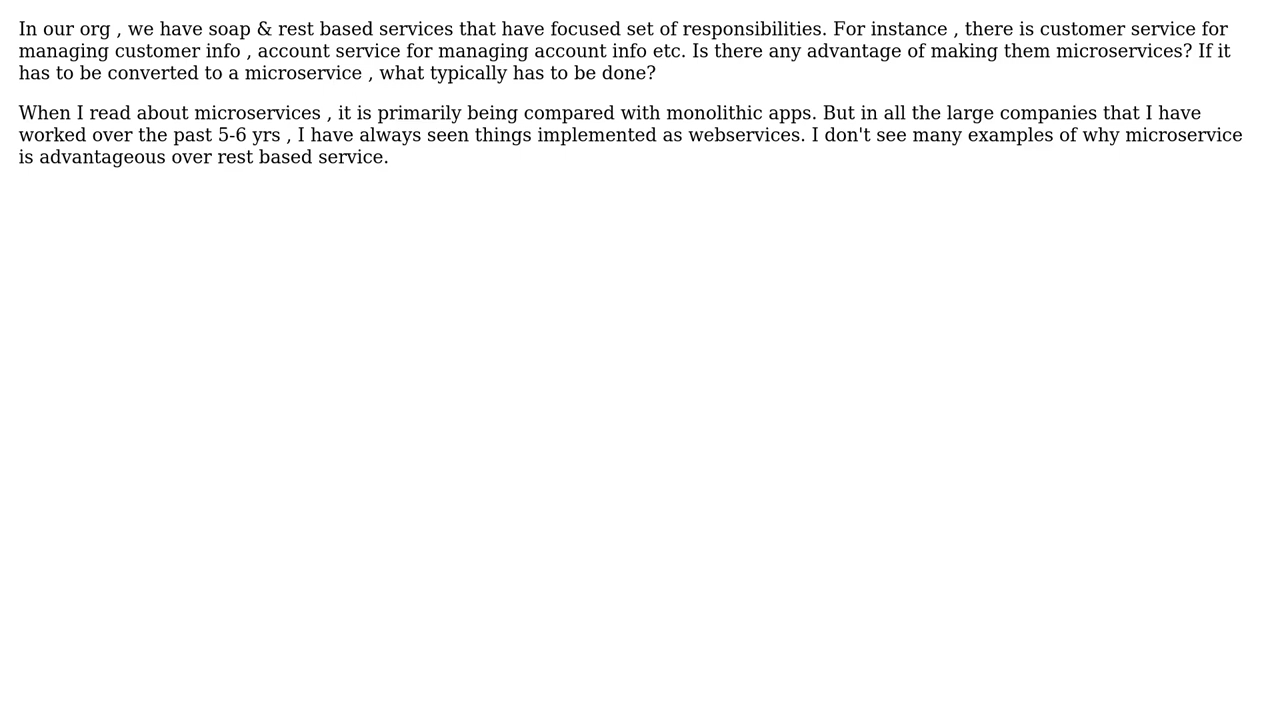 In our org , we have soap & rest based services that have focused set of responsibilities. For instance , there is customer service for
managing customer info , account service for managing account info etc. Is there any advantage of making them microservices? If it
has to be converted to a microservice , what typically has to be done?
When I read about microservices , it is primarily being compared with monolithic apps. But in all the large companies that I have
worked over the past 5-6 yrs , I have always seen things implemented as webservices. I don't see many examples of why microservice
is advantageous over rest based service.